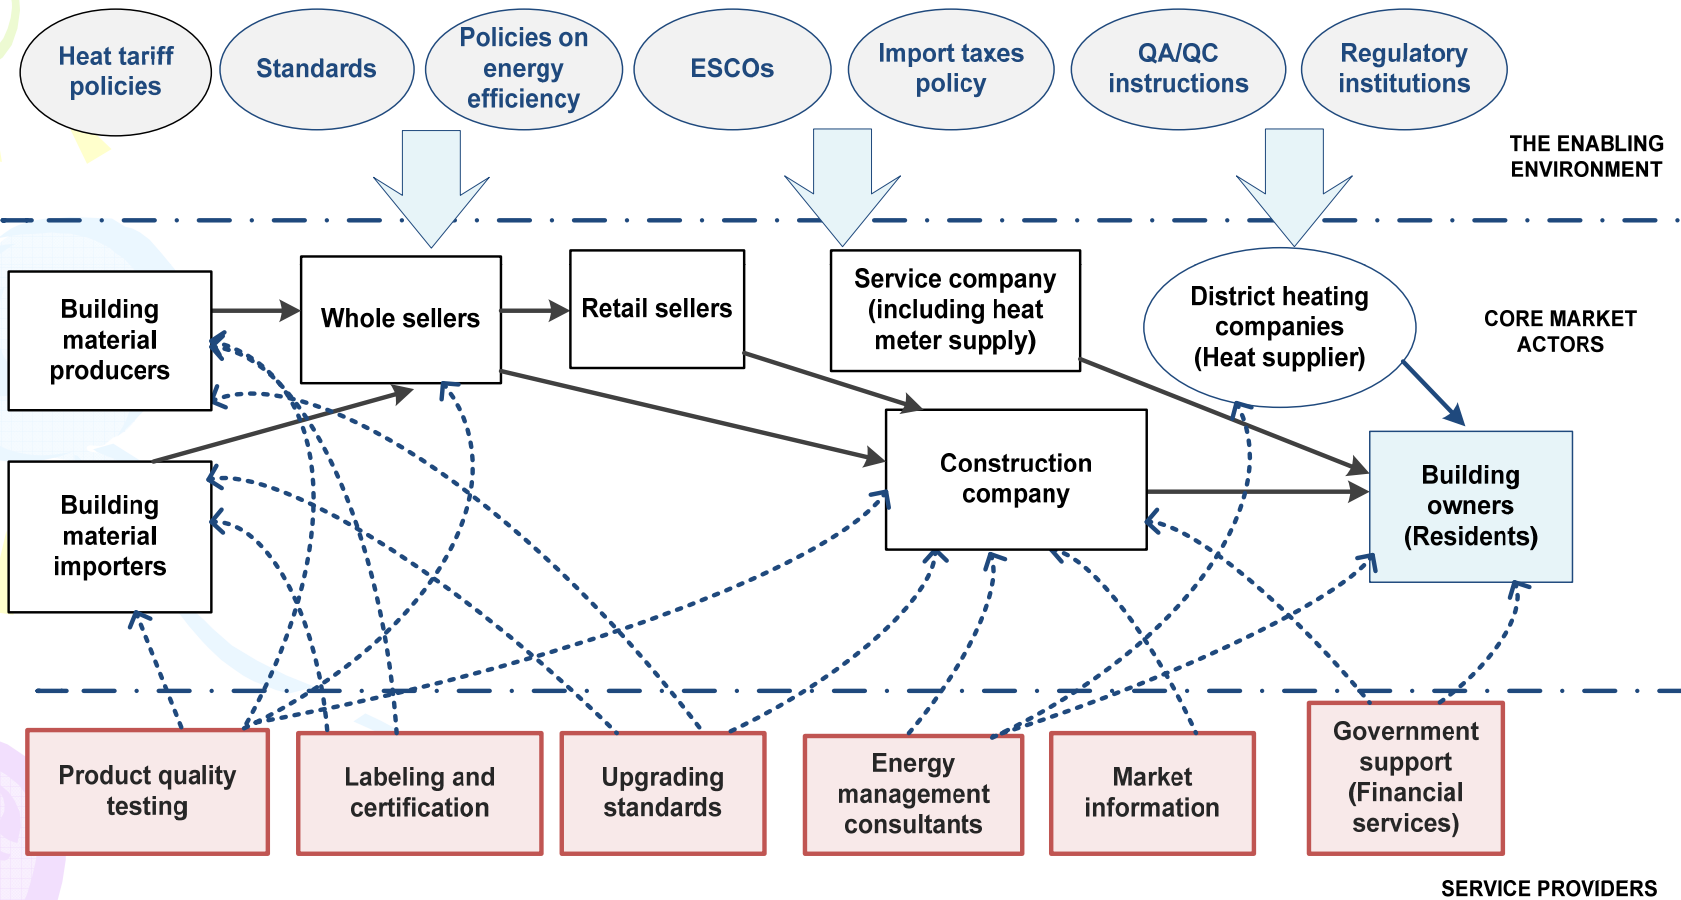 Heat tariff
policies
Standards
Policies on
energy
efficiency
ESCOs
Import taxes
policy
QA/QC
instructions
Regulatory
institutions
THE ENABLING
ENVIRONMENT
Building
material
producers
Whole sellers
Retail sellers
Service company
(including heat
meter supply)
District heating
companies
(Heat supplier)
CORE MARKET
ACTORS
Building
material
importers
Construction
company
Building
owners
(Residents)
Product quality
testing
Labeling and
certification
Upgrading
standards
Energy
management
consultants
Market
information
Government
support
(Financial
services)
SERVICE PROVIDERS